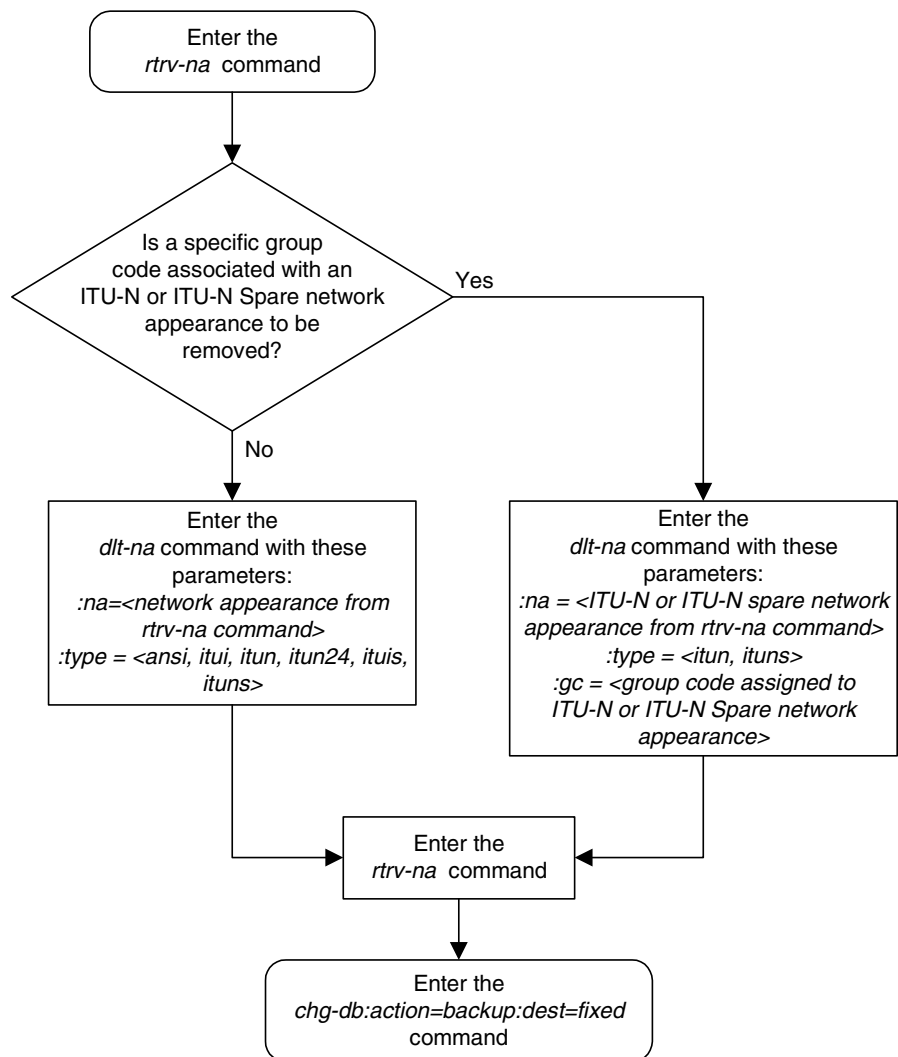 Enter the
rtrv-na command
Is a specific group
code associated with an
ITU-N or ITU-N Spare network
appearance to be
removed?
Yes
No
Enter the
dlt-na command with these
parameters:
:na=<network appearance from
rtrv-na command>
:type = <ansi, itui, itun, itun24, ituis,
ituns>
Enter the
dlt-na command with these
parameters:
:na = <ITU-N or ITU-N spare network
appearance from rtrv-na command>
:type = <itun, ituns>
:gc = <group code assigned to
ITU-N or ITU-N Spare network
appearance>
Enter the
rtrv-na command
Enter the
chg-db:action=backup:dest=fixed
command